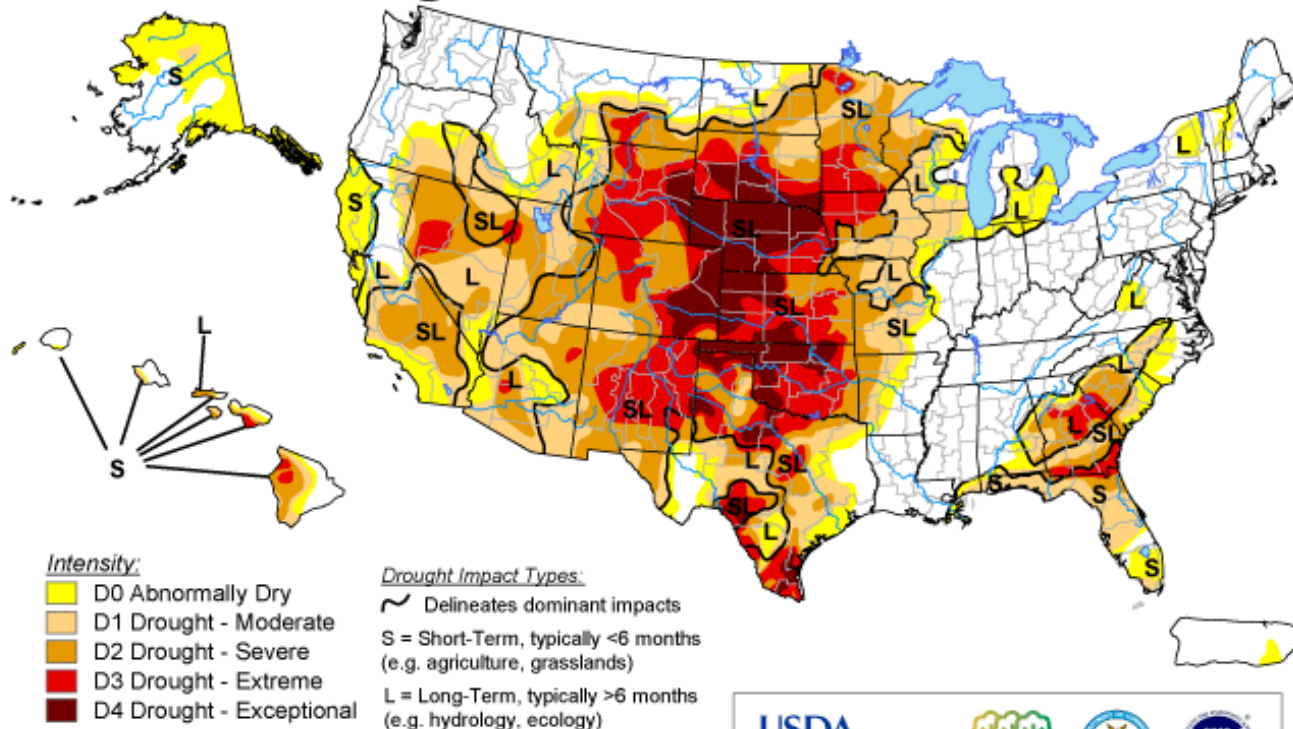 S
L
SL
L
L
S
SL
L
L
SL
L
L
L
SL
L
L
SL
SL
L
SL
L
L
SL
L
SL
S
S
L
SL
SL
L
S
S
L
S
Intensity:
D0 Abnormally Dry
D1 Drought - Moderate
D2 Drought - Severe
D3 Drought - Extreme
D4 Drought - Exceptional
Drought Impact Types:
Delineates dominant impacts
S = Short-Term, typically <6 months
(e.g. agriculture, grasslands)
L = Long-Term, typically >6 months
(e.g. hydrology, ecology)
USDA